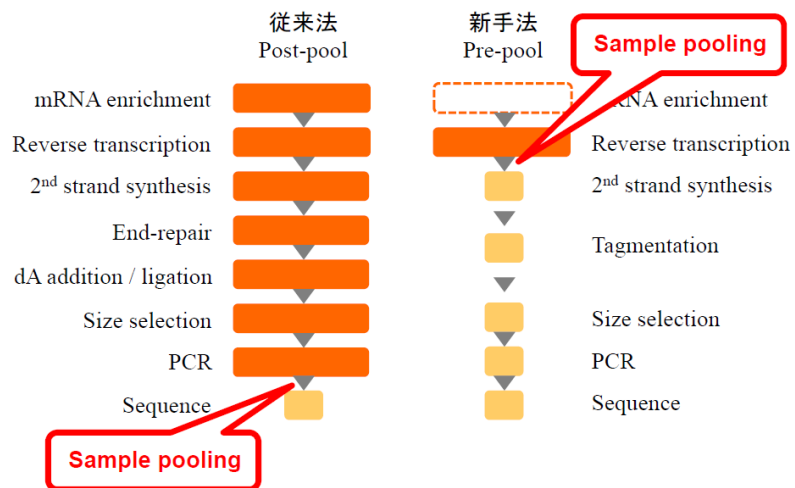 従来法
Post-pool
新手法
Pre-pool
Sample pooling
mRNA enrichment
Reverse transcription
2nd strand synthesis
End-repair
dA addition / ligation
Size selection
PCR
Sequence
Sample pooling
RNA enrichment
Reverse transcription
2nd strand synthesis
Tagmentation
Size selection
PCR
Sequence